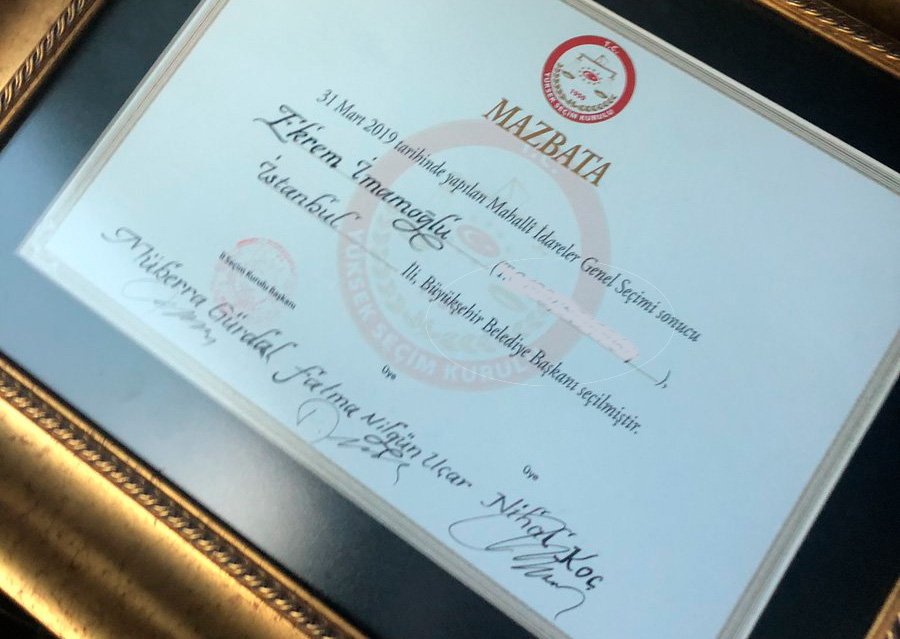 T.C.
YÜKSEK SEÇİM KURULU
1950
MAZBATA
31 Mart 2019 tarihinde yapılan Mahalli İdareler Genel Seçimi sonucu
Ekrem İmamoğlu ( ),
İstanbul İli, Büyükşehir Belediye Başkanı seçilmiştir.
YÜKSEK SEÇİM KURULU
İl Seçim Kurulu Başkanı
Müberra Gürdal
Üye
Fatma Nilgün Uçar
Üye
Nihat Koç